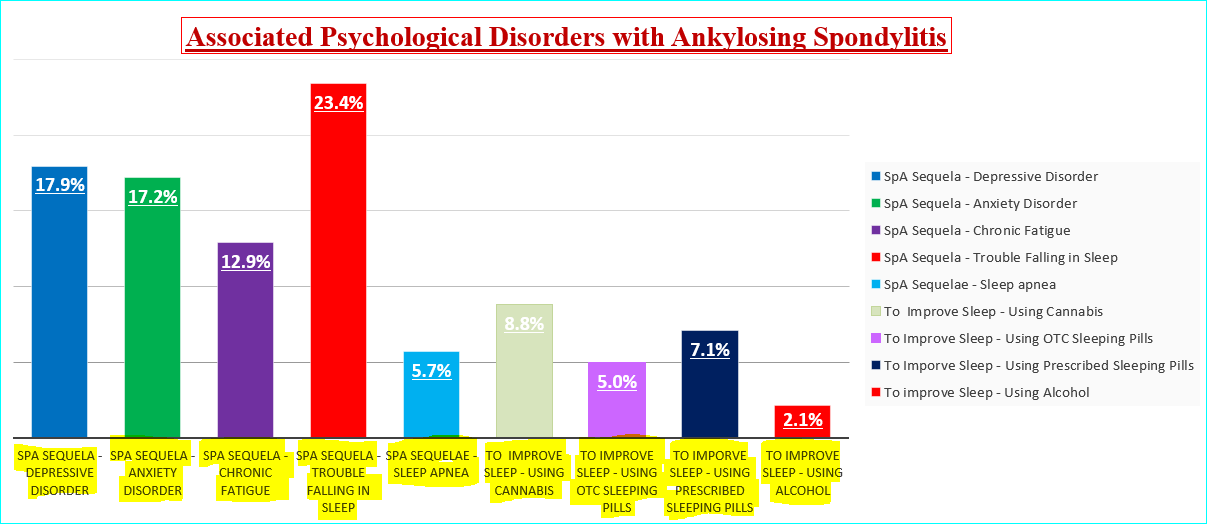 Associated Psychological Disorders with Ankylosing Spondylitis
17.9%
17.2%
12.9%
23.4%
5.7%
8.8%
5.0%
7.1%
2.1%
SPA SEQUELA -
DEPRESSIVE
DISORDER
SPA SEQUELA -
ANXIETY
DISORDER
SPA SEQUELA -
CHRONIC
FATIGUE
SPA SEQUELA -
TROUBLE
FALLING IN
SLEEP
SPA SEQUELAE -
SLEEP APNEA
TO  IMPROVE
SLEEP - USING
CANNABIS
TO IMPROVE
SLEEP - USING
OTC SLEEPING
PILLS
TO IMPORVE
SLEEP - USING
PRESCRIBED
SLEEPING PILLS
TO IMPROVE
SLEEP - USING
ALCOHOL
SpA Sequela - Depressive Disorder
SpA Sequela - Anxiety Disorder
SpA Sequela - Chronic Fatigue
SpA Sequela - Trouble Falling in Sleep
SpA Sequelae - Sleep apnea
To  Improve Sleep - Using Cannabis
To Improve Sleep - Using OTC Sleeping Pills
To Imporve Sleep - Using Prescribed Sleeping Pills
To improve Sleep - Using Alcohol